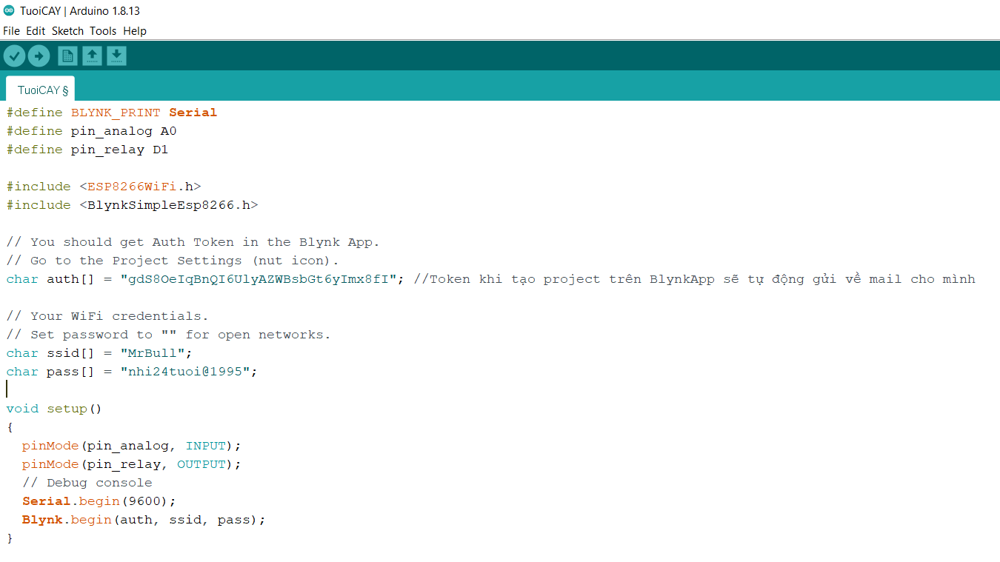 TuoiCAY | Arduino 1.8.13
File Edit Sketch Tools Help
TuoiCAY §
#define BLYNK_PRINT Serial
#define pin_analog A0
#define pin_relay D1
#include <ESP8266WiFi.h>
#include <BlynkSimpleEsp8266.h>
// You should get Auth Token in the Blynk App.
// Go to the Project Settings (nut icon).
char auth[] = "gdS8OeIqBnQI6UlyAZWBsbGt6yImx8fI"; //Token khi tạo project trên BlynkApp sẽ tự động gửi về mail cho mình
// Your WiFi credentials.
// Set password to "" for open networks.
char ssid[] = "MrBull";
char pass[] = "nhi24tuoi@1995";
void setup()
{
  pinMode(pin_analog, INPUT);
  pinMode(pin_relay, OUTPUT);
  // Debug console
  Serial.begin(9600);
  Blynk.begin(auth, ssid, pass);
}